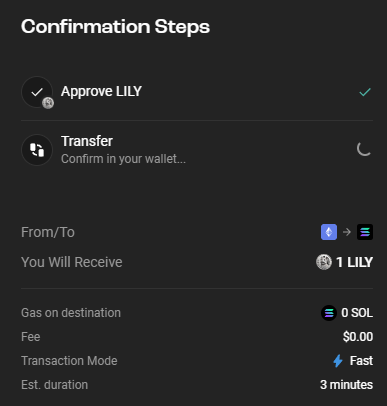 Confirmation Steps
Approve LILY
Transfer
Confirm in your wallet...
From/To
You Will Receive 1 LILY
Gas on destination 0 SOL
Fee $0.00
Transaction Mode Fast
Est. duration 3 minutes